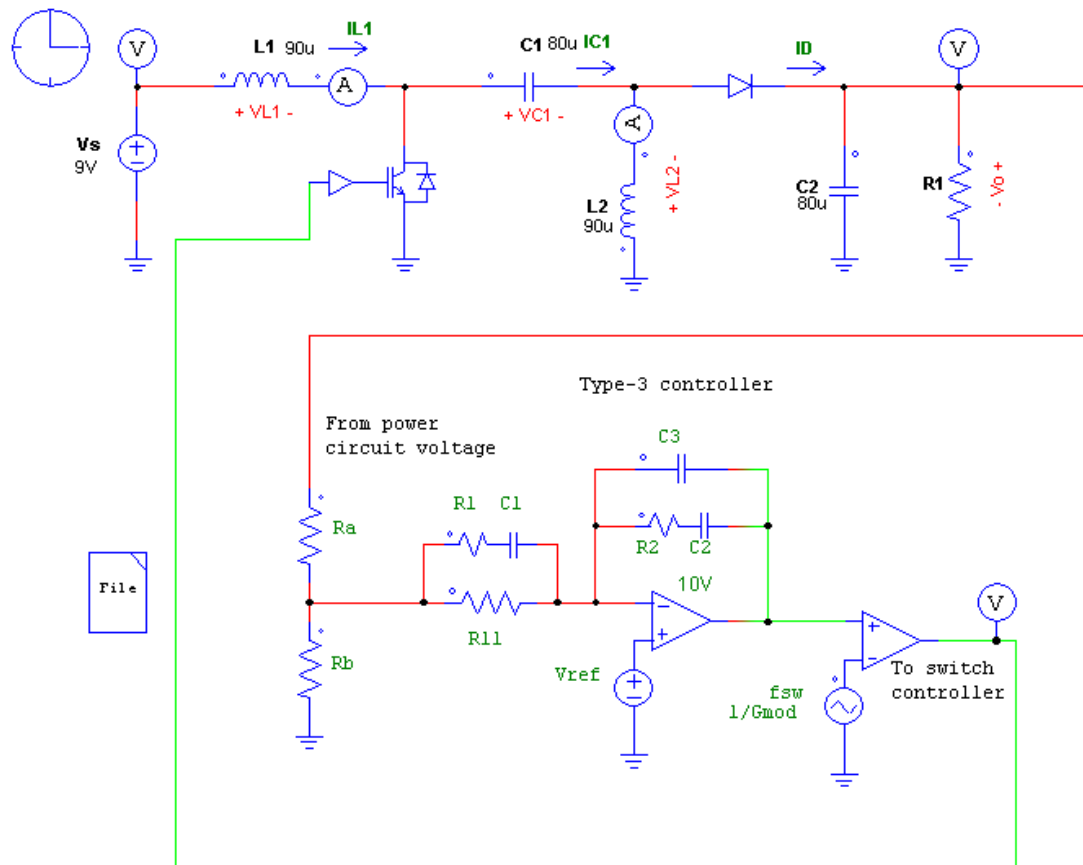 IL1
L1 90u
C1 80u IC1
ID
V
V
A
+ VL1 -
+ VC1 -
A
Vs
9V
+ VL2 -
L2
90u
C2
80u
R1
- Vo +
Type-3 controller
From power
circuit voltage
C3
R1 C1
Ra
R2 C2
File
10V
R11
V
Rb
Vref
fsw
1/Gmod
To switch
controller